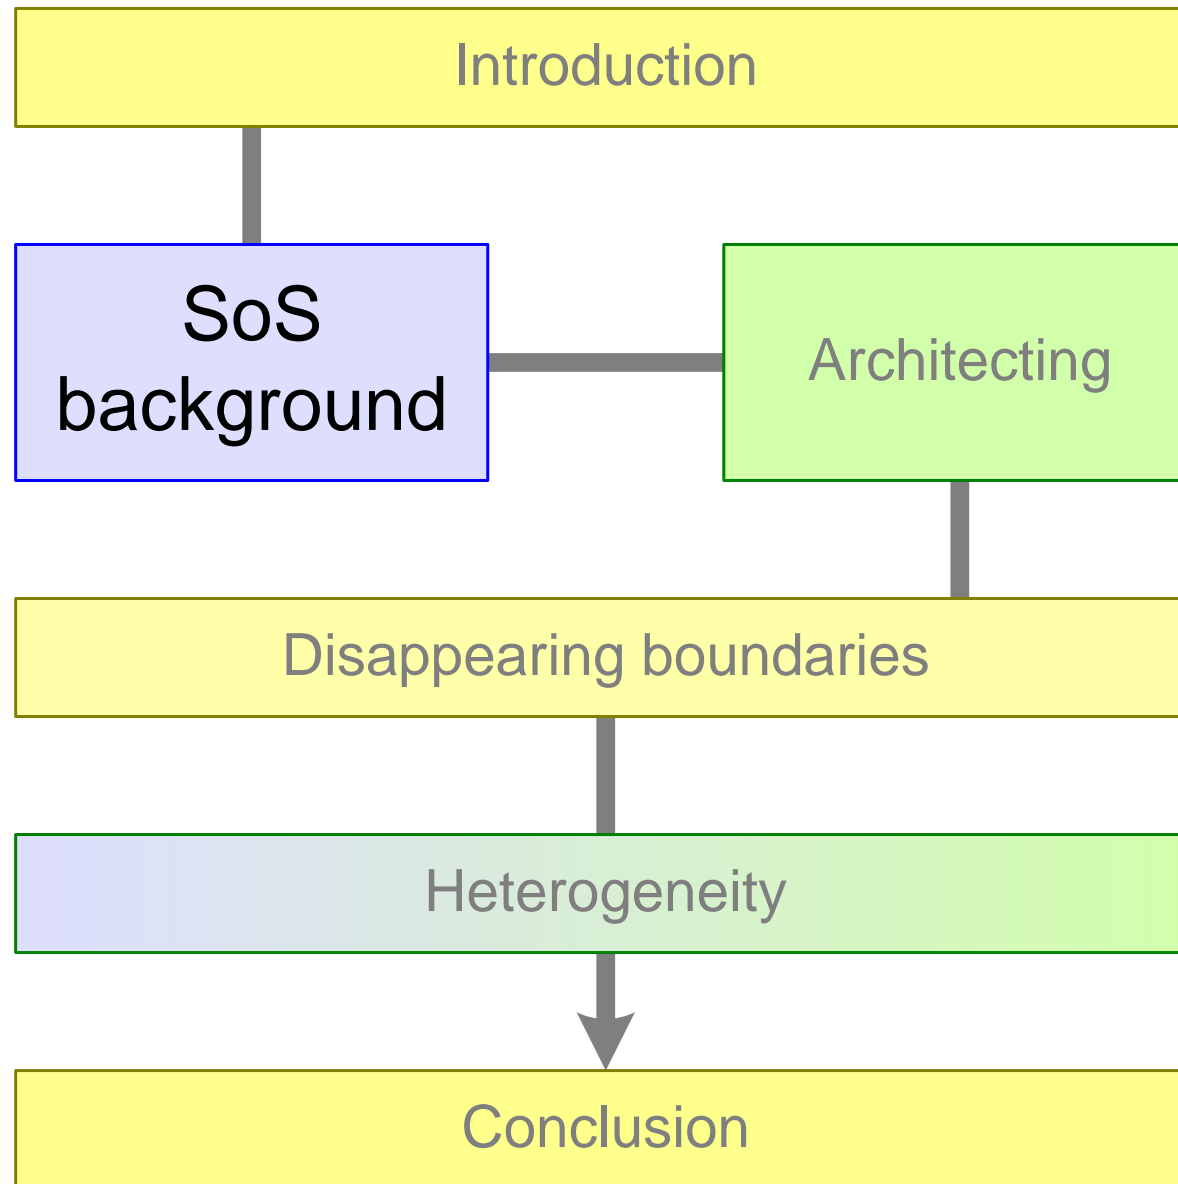 Introduction
SoS
background
Architecting
Disappearing boundaries
Heterogeneity
Conclusion